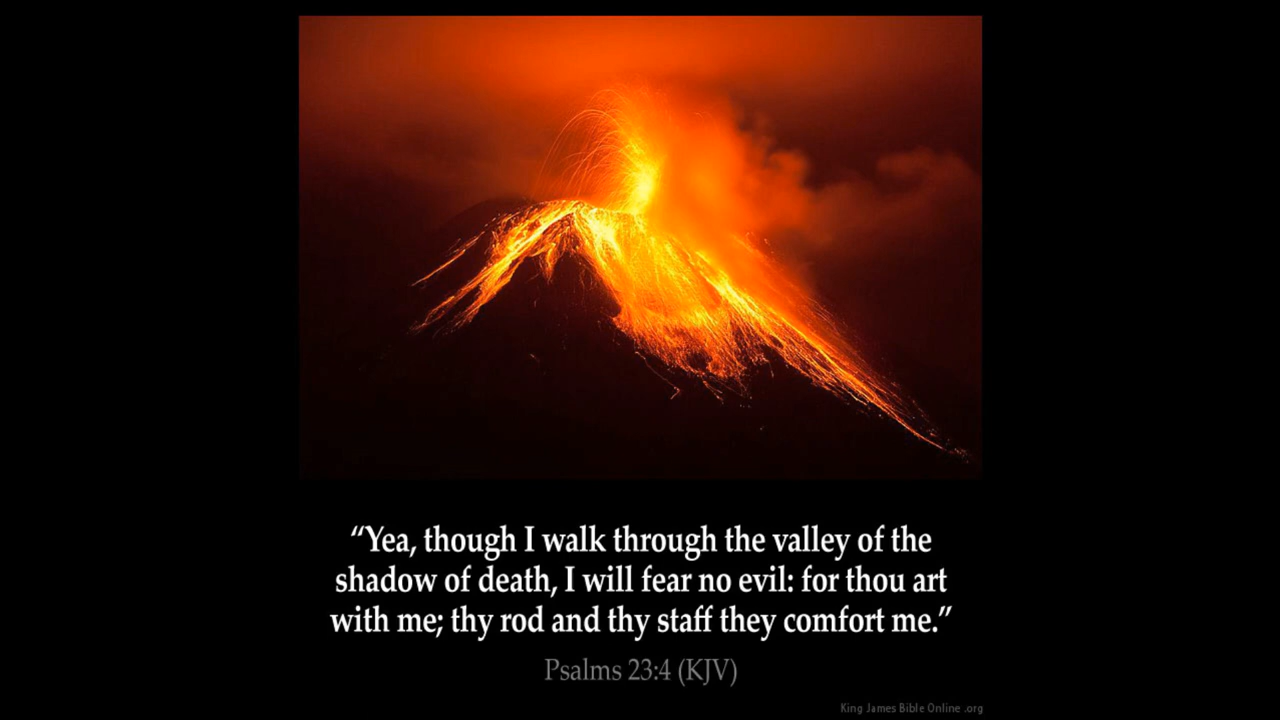 “Yea, though I walk through the valley of the
shadow of death, I will fear no evil: for thou art
with me; thy rod and thy staff they comfort me.”
Psalms 23:4 (KJV)
King James Bible Online .org